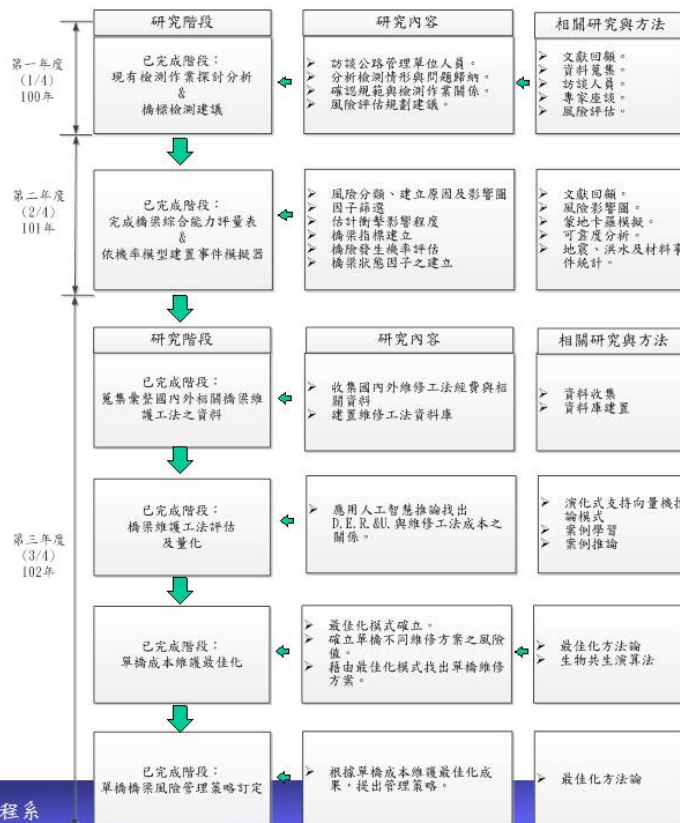 研究階段
研究內容
相關研究與方法
第一年度
(1/4)
100年
已完成階段：
現有檢測作業探討分析
&
橋檁檢測建議
➢ 訪談公路管理單位人員。
➢ 分析檢測情形與問題歸納。
➢ 確認規範與檢測作業關係。
➢ 風險評估規劃建議。
➢ 文獻回顧。
➢ 資料蒐集。
➢ 訪談人員。
➢ 專家座談。
➢ 風險評估。
第二年度
(2/4)
101年
已完成階段：
完成橋梁綜合能力評量表
&
依機率模型建置事件模擬器
➢ 風險分類、建立原因及影響圖
➢ 因子篩選
➢ 估計衝擊影響程度
➢ 橋梁指標建立
➢ 橋險發生機率評估
➢ 橋梁狀態因子之建立
➢ 文獻回顧。
➢ 風險影響圖。
➢ 蒙地卡羅模擬。
➢ 可靠度分析。
➢ 地震、洪水及材料事
件統計。
研究階段
研究內容
相關研究與方法
第三年度
(3/4)
102年
已完成階段：
蒐集彙整國內外相關橋梁維
護工法之資料
➢ 收集國內外維修工法經費與相
關資料
➢ 建置維修工法資料庫
➢ 資料收集
➢ 資料庫建置
已完成階段：
橋梁維護工法評估
及量化
➢ 應用人工智慧推論找出
D.E.R.&U.與維修工法成本之
關係。
➢ 演化式支持向量機推
論模式
➢ 案例學習
➢ 案例推論
已完成階段：
單橋成本維護最佳化
➢ 最佳化模式確立。
➢ 確立單橋不同維修方案之風險
值。
➢ 藉由最佳化模式找出單橋維修
方案。
➢ 最佳化方法論
➢ 生物共生演算法
已完成階段：
單橋橋梁風險管理策略訂定
➢ 根據單橋成本維護最佳化成
果，提出管理策略。
➢ 最佳化方法論
程系